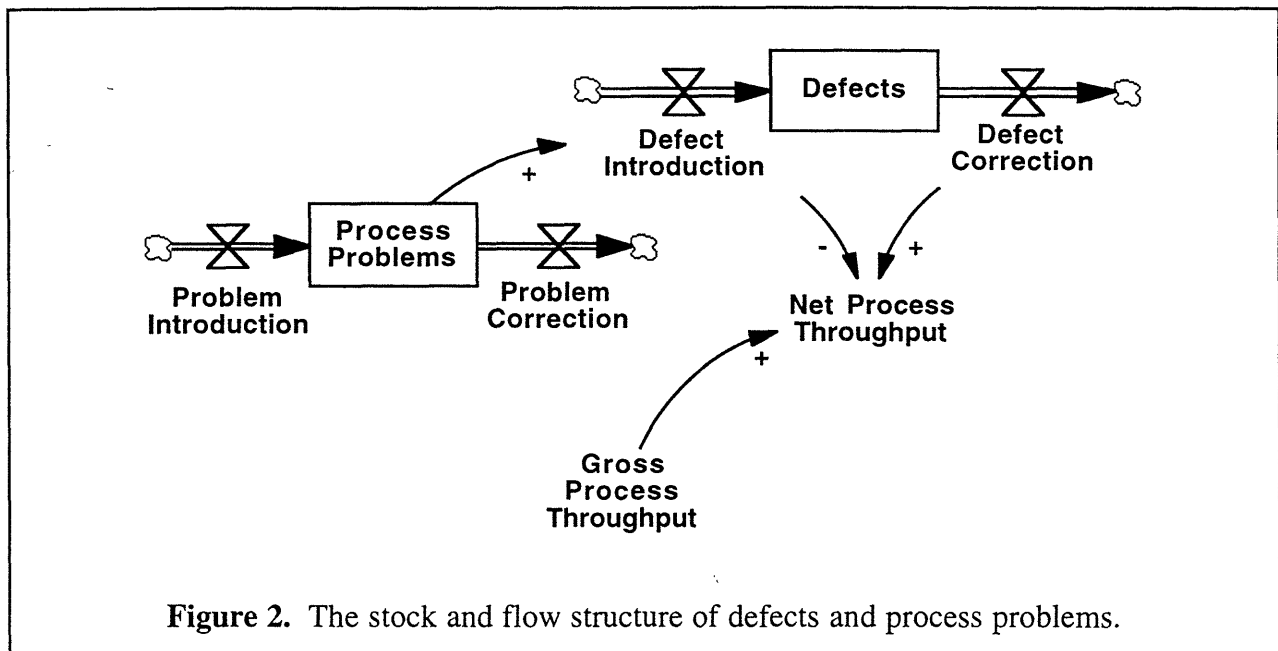 Defects
Defect
Introduction
Defect
Correction
+
Process
Problems
Problem
Introduction
Problem
Correction
-
+
Net Process
Throughput
+
Gross
Process
Throughput
Figure 2. The stock and flow structure of defects and process problems.